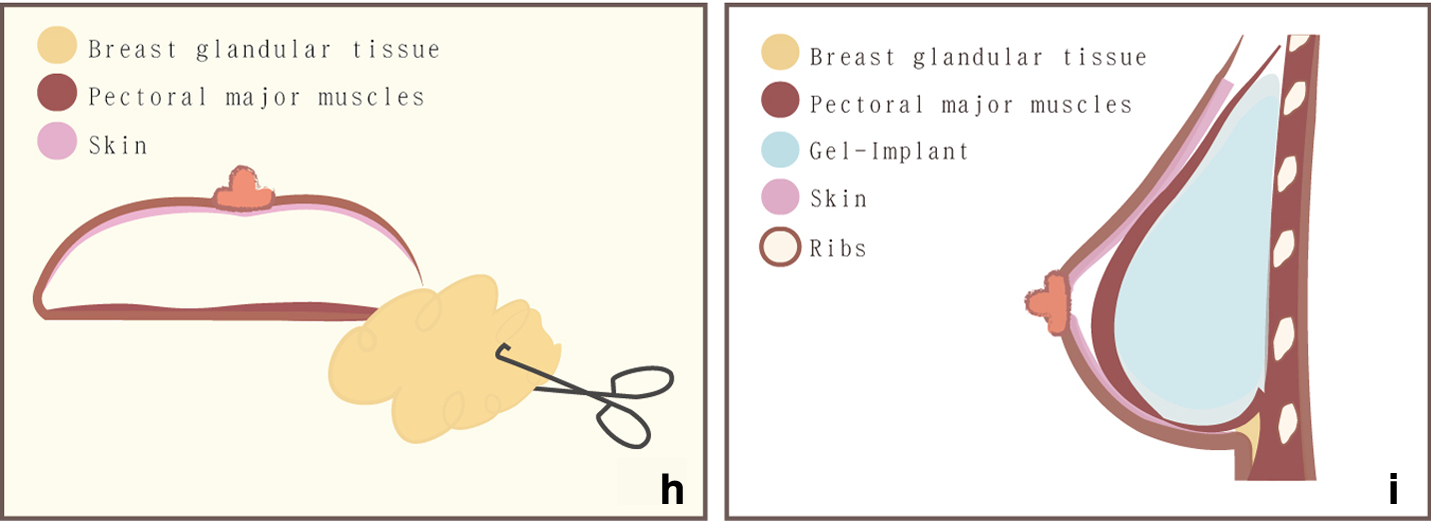 Breast glandular tissue
Pectoral major muscles
Skin
h
Breast glandular tissue
Pectoral major muscles
Gel-Implant
Skin
Ribs
i